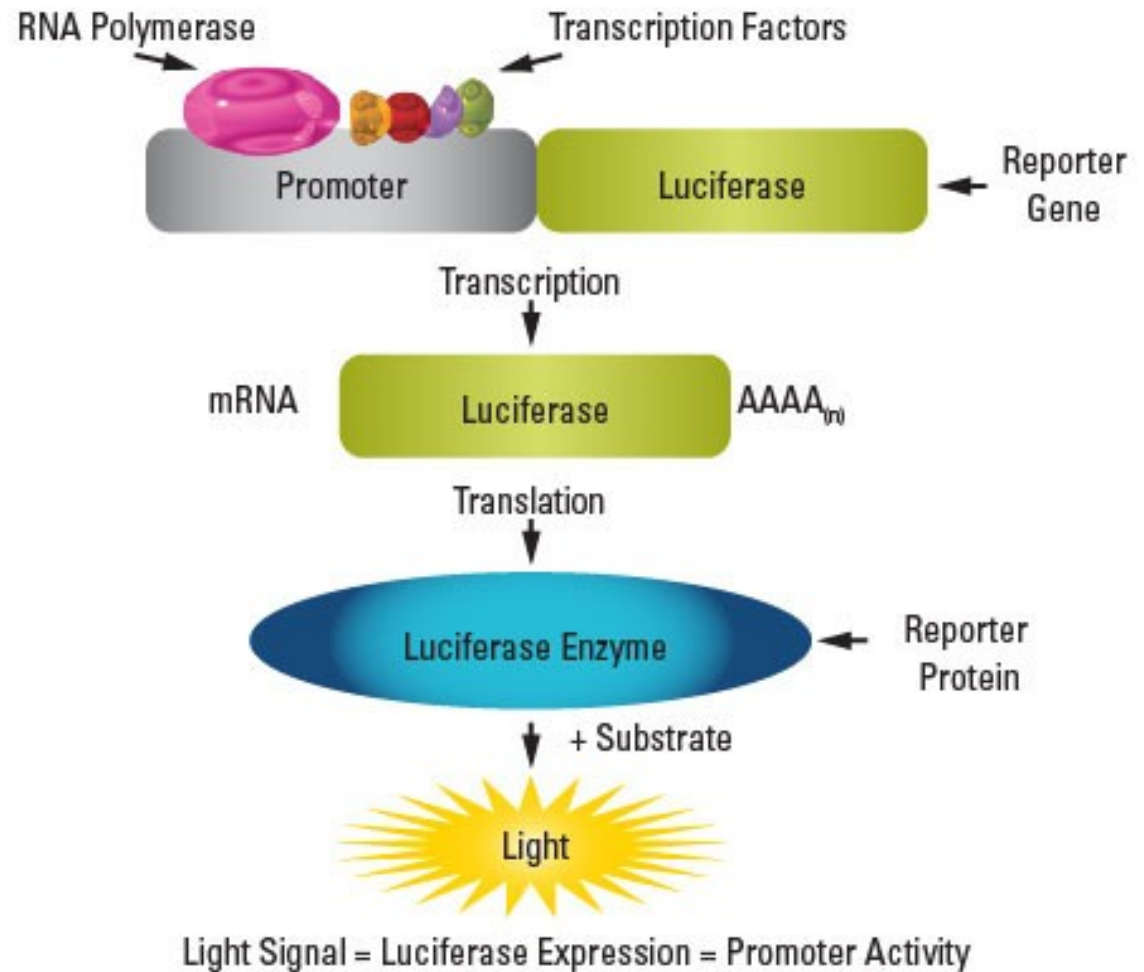 RNA Polymerase
Transcription Factors
Promoter
Luciferase
Reporter
Gene
Transcription
mRNA
Luciferase
AAAA(n)
Translation
Luciferase Enzyme
Reporter
Protein
+ Substrate
Light
Light Signal = Luciferase Expression = Promoter Activity